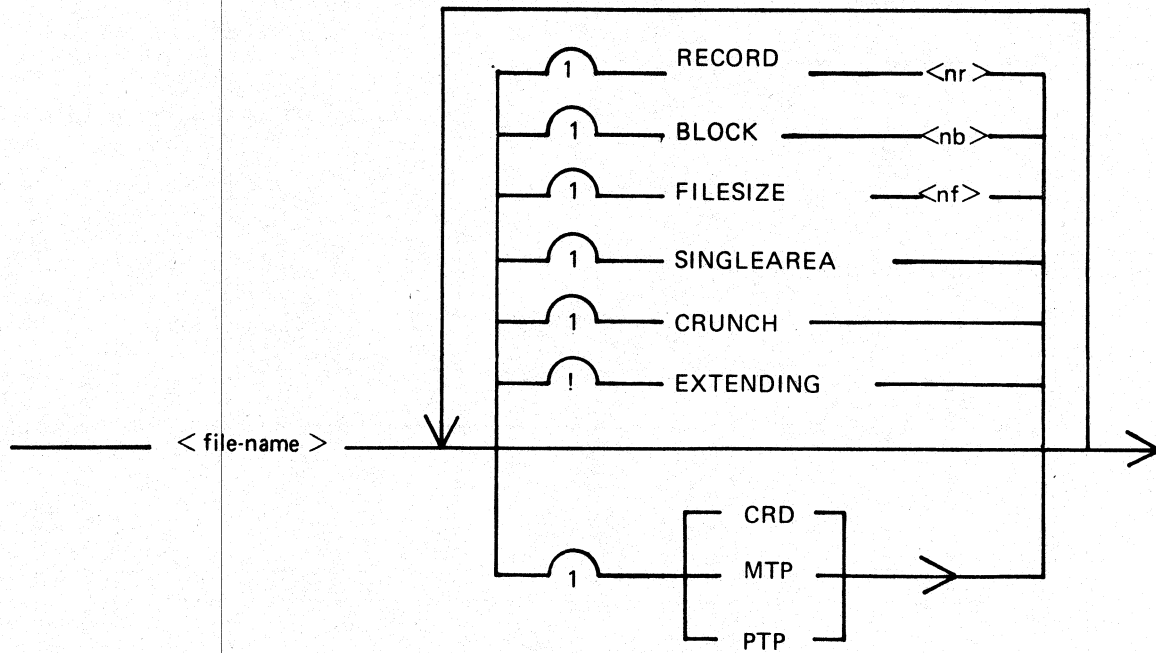 1 RECORD <nr>
1 BLOCK <nb>
1 FILESIZE <nf>
1 SINGLEAREA
1 CRUNCH
! EXTENDING
< file-name >
CRD
1 MTP
PTP